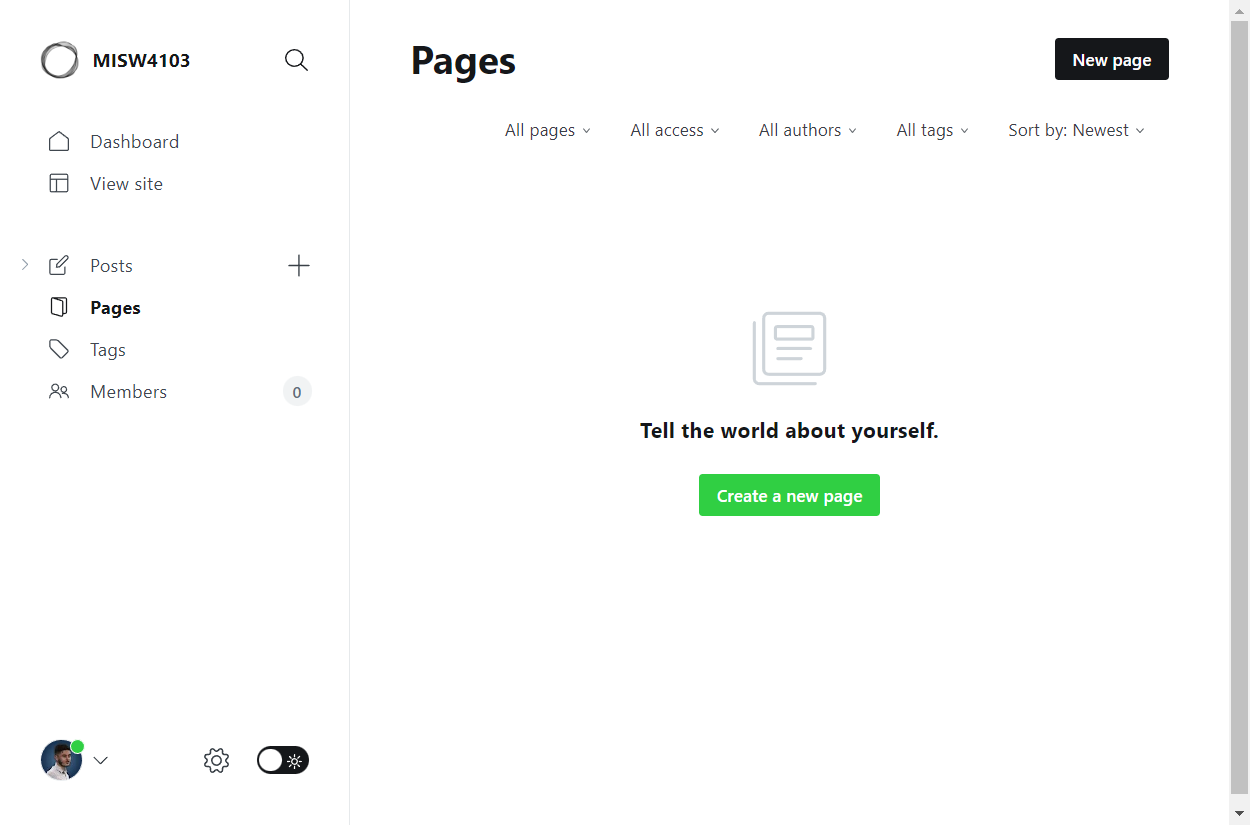 MISW4103
Dashboard
View site
Posts
Pages
Tags
Members 0
Pages
New page
All pages All access All authors All tags Sort by: Newest
Tell the world about yourself.
Create a new page